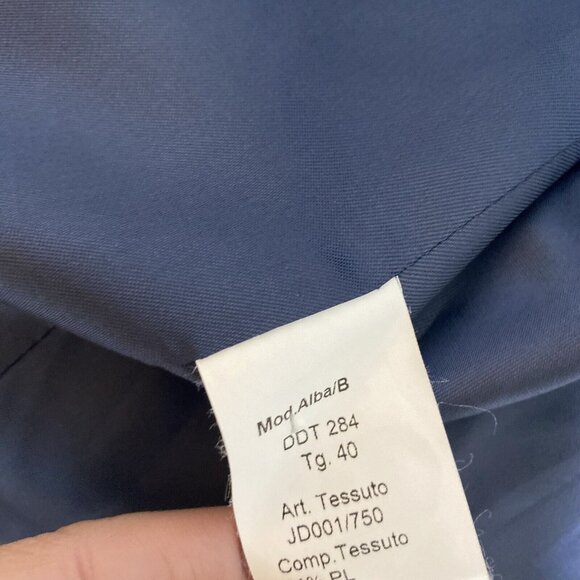 Mod.Alba/B
DDT 284
Tg. 40
Art. Tessuto
JD001/750
Comp.Tessuto
% PL